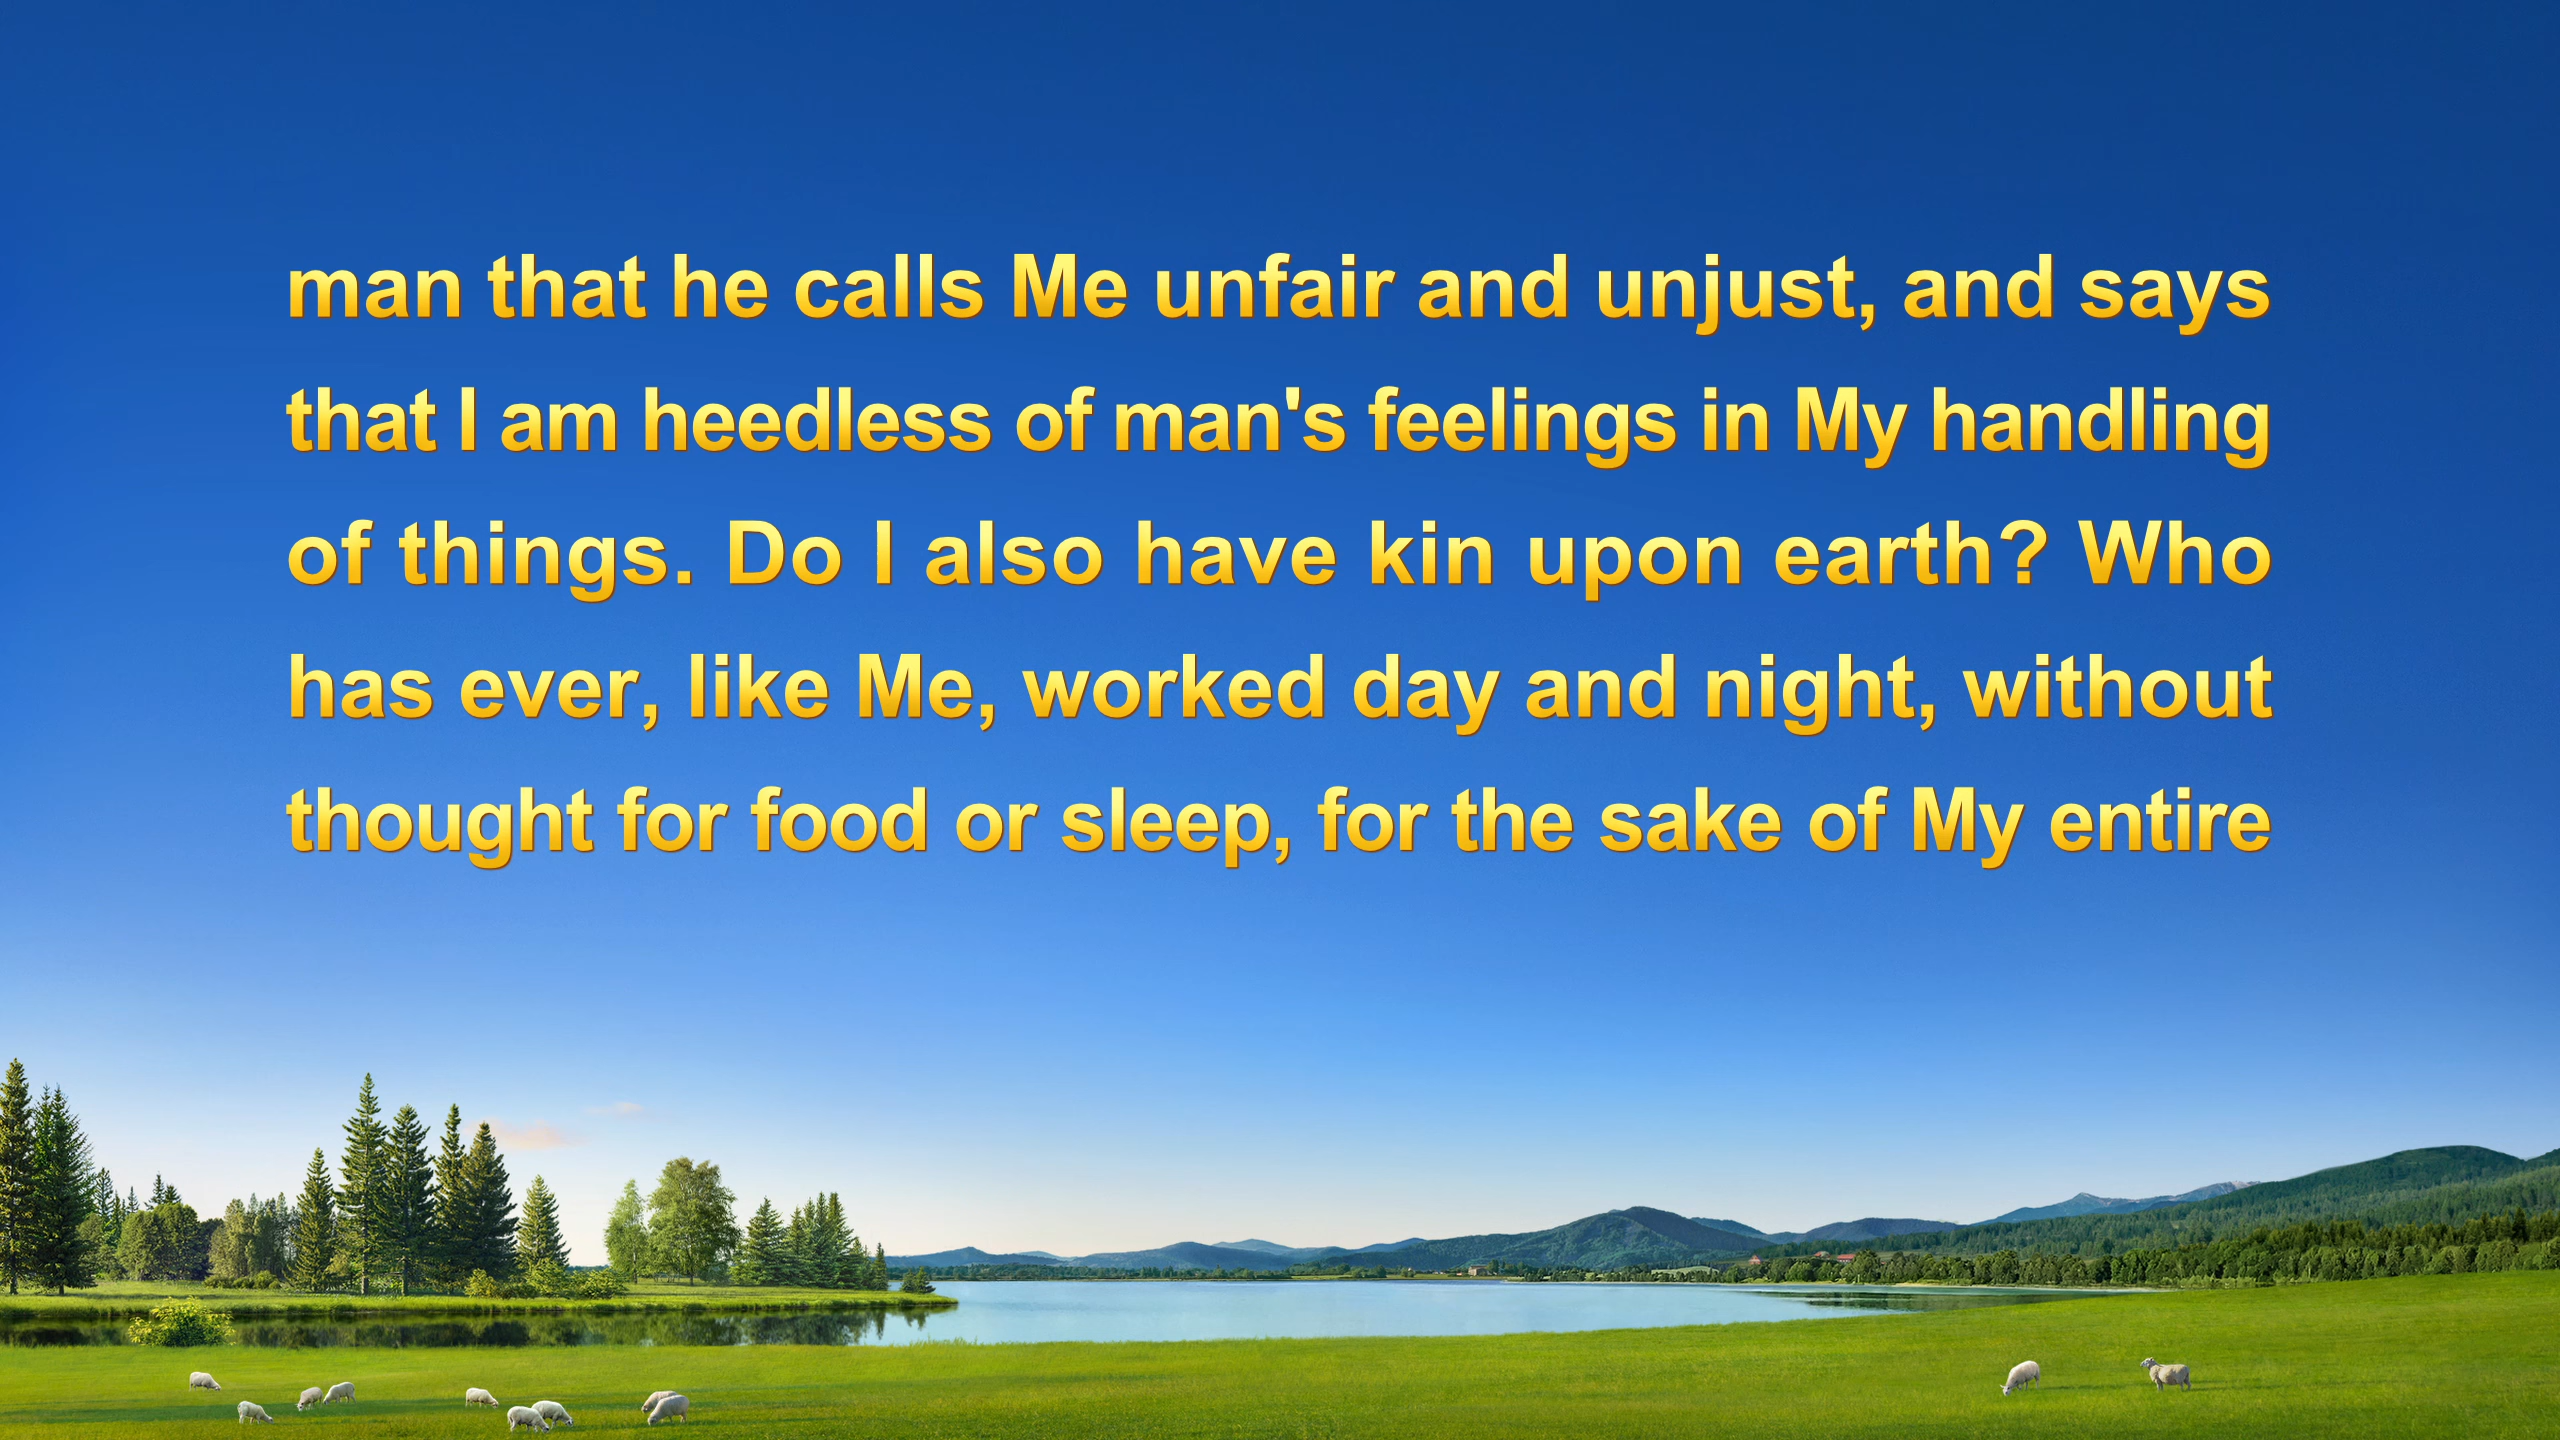 man that he calls Me unfair and unjust, and says
that I am heedless of man's feelings in My handling
of things. Do I also have kin upon earth? Who
has ever, like Me, worked day and night, without
thought for food or sleep, for the sake of My entire